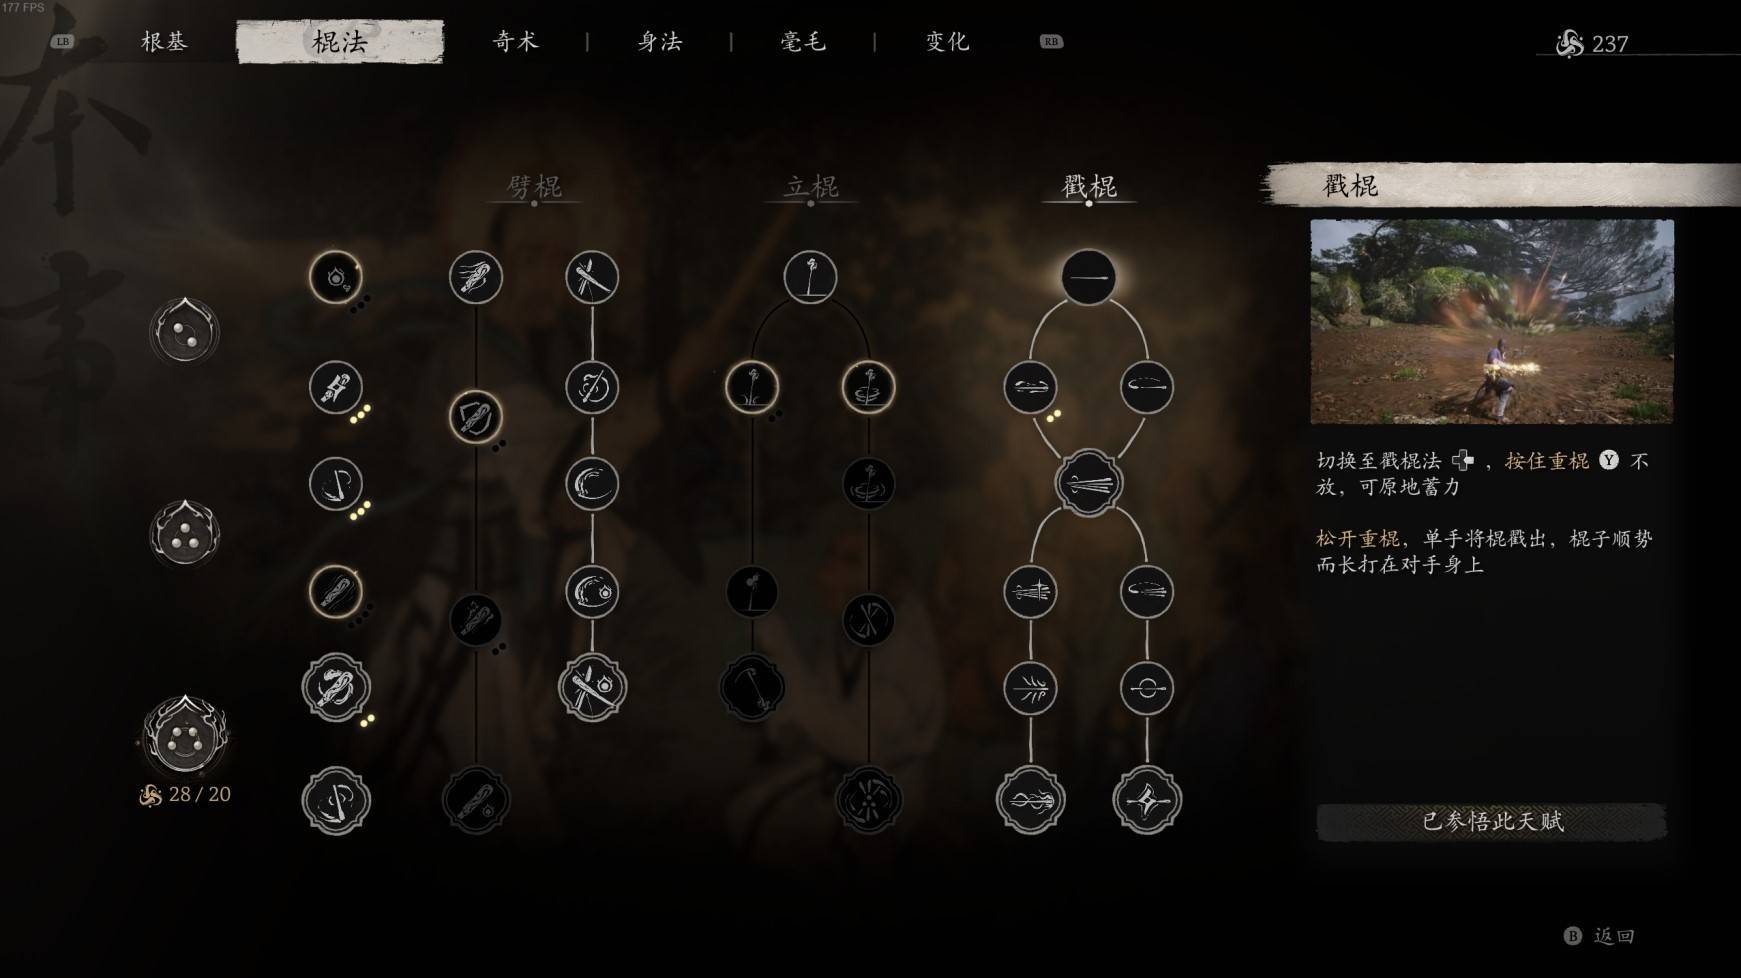 177 FPS
LB 根基 棍法 奇术 | 身法 | 毫毛 | 变化 RB
237
本事
劈棍 立棍 戳棍
戳棍
切换至戳棍法 ，按住重棍 Y 不
放，可原地蓄力
松开重棍，单手将棍戳出，棍子顺势
而长打在对手身上
28 / 20
已参悟此天赋
B 返回